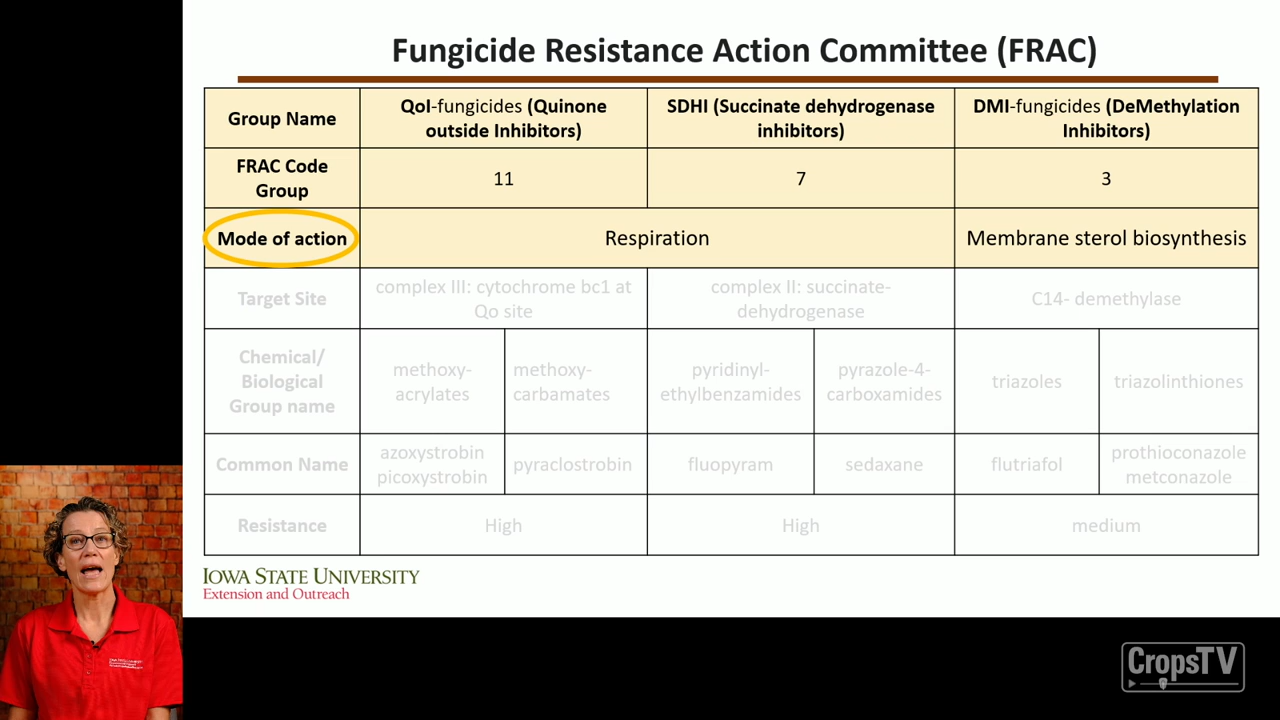 Fungicide Resistance Action Committee (FRAC)
Group Name
QoI-fungicides (Quinone
outside Inhibitors)
SDHI (Succinate dehydrogenase
inhibitors)
DMI-fungicides (DeMethylation
Inhibitors)
FRAC Code
Group
11
7
3
Mode of action
Respiration
Membrane sterol biosynthesis
Target Site
complex III: cytochrome bc1 at
Qo site
complex II: succinate-
dehydrogenase
C14- demethylase
Chemical/
Biological
Group name
methoxy-
acrylates
methoxy-
carbamates
pyridinyl-
ethylbenzamides
pyrazole-4-
carboxamides
triazoles
triazolinthiones
Common Name
azoxystrobin
picoxystrobin
pyraclostrobin
fluopyram
sedaxane
flutriafol
prothioconazole
metconazole
Resistance
High
High
medium
IOWA STATE UNIVERSITY
Extension and Outreach
CropsTV